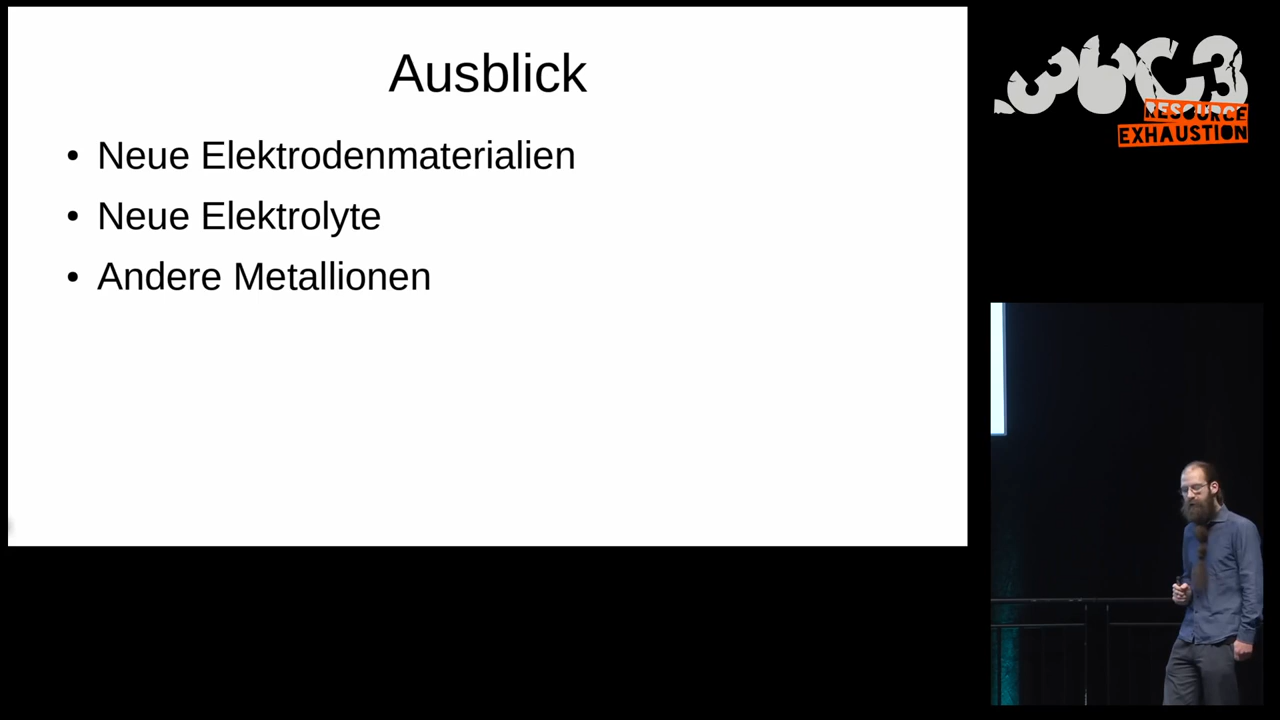 Ausblick
• Neue Elektrodenmaterialien
• Neue Elektrolyte
• Andere Metallionen
36C3
RESOURCE
EXHAUSTION